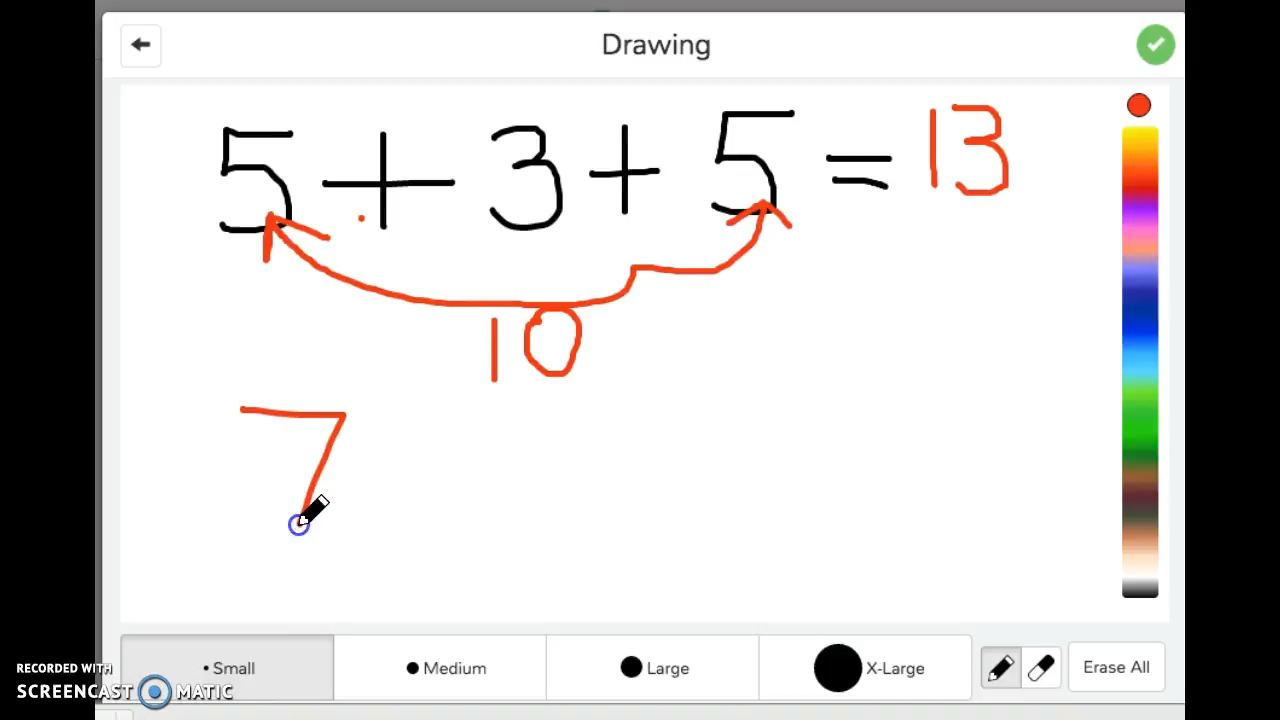 Drawing
5 + 3 + 5 = 13
10
7
Small Medium Large X-Large Erase All
RECORDED WITH
SCREENCAST MATIC